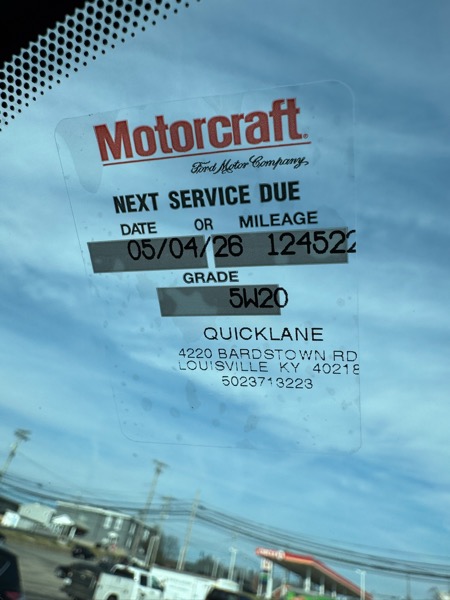 Motorcraft®
Ford Motor Company
NEXT SERVICE DUE
DATE OR MILEAGE
05/04/26 124522
GRADE
5W20
QUICKLANE
4220 BARDSTOWN RD
LOUISVILLE KY 40218
5023713223